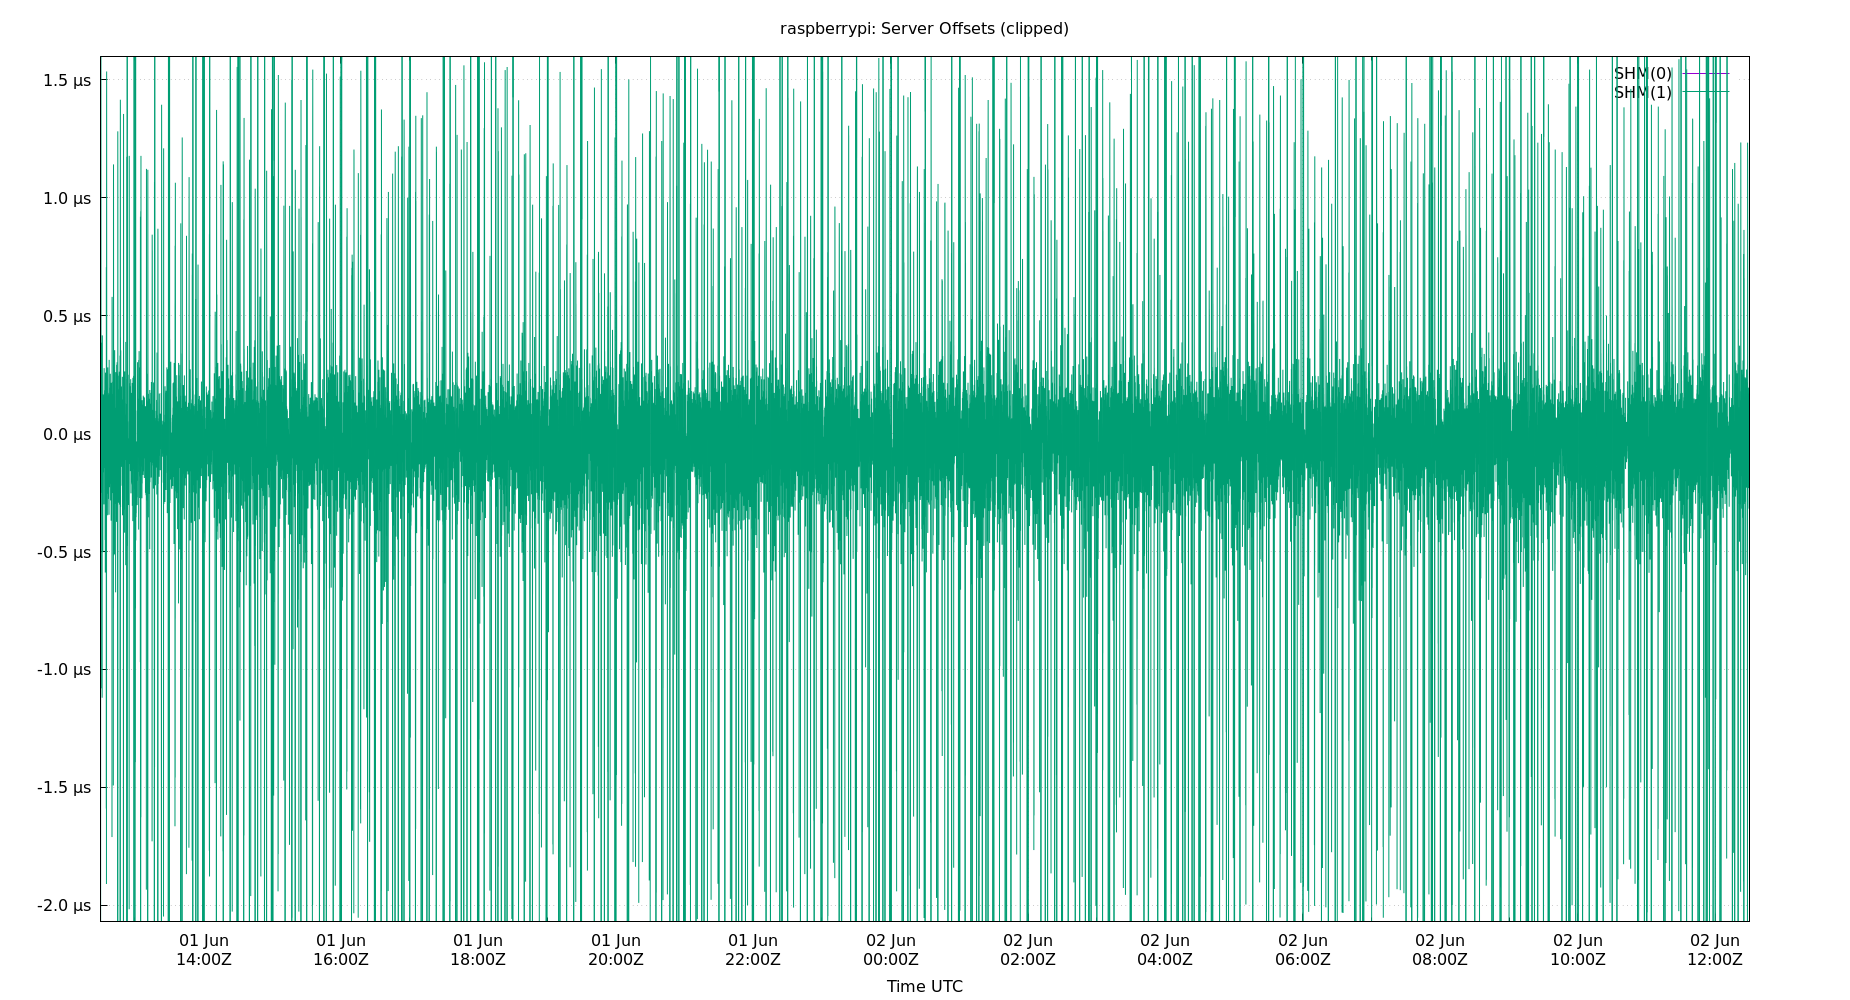 raspberrypi: Server Offsets (clipped)
SHM(0)
SHM(1)
1.5 µs
1.0 µs
0.5 µs
0.0 µs
-0.5 µs
-1.0 µs
-1.5 µs
-2.0 µs
01 Jun 01 Jun 01 Jun 01 Jun 01 Jun 02 Jun 02 Jun 02 Jun 02 Jun 02 Jun 02 Jun 02 Jun
14:00Z 16:00Z 18:00Z 20:00Z 22:00Z 00:00Z 02:00Z 04:00Z 06:00Z 08:00Z 10:00Z 12:00Z
Time UTC